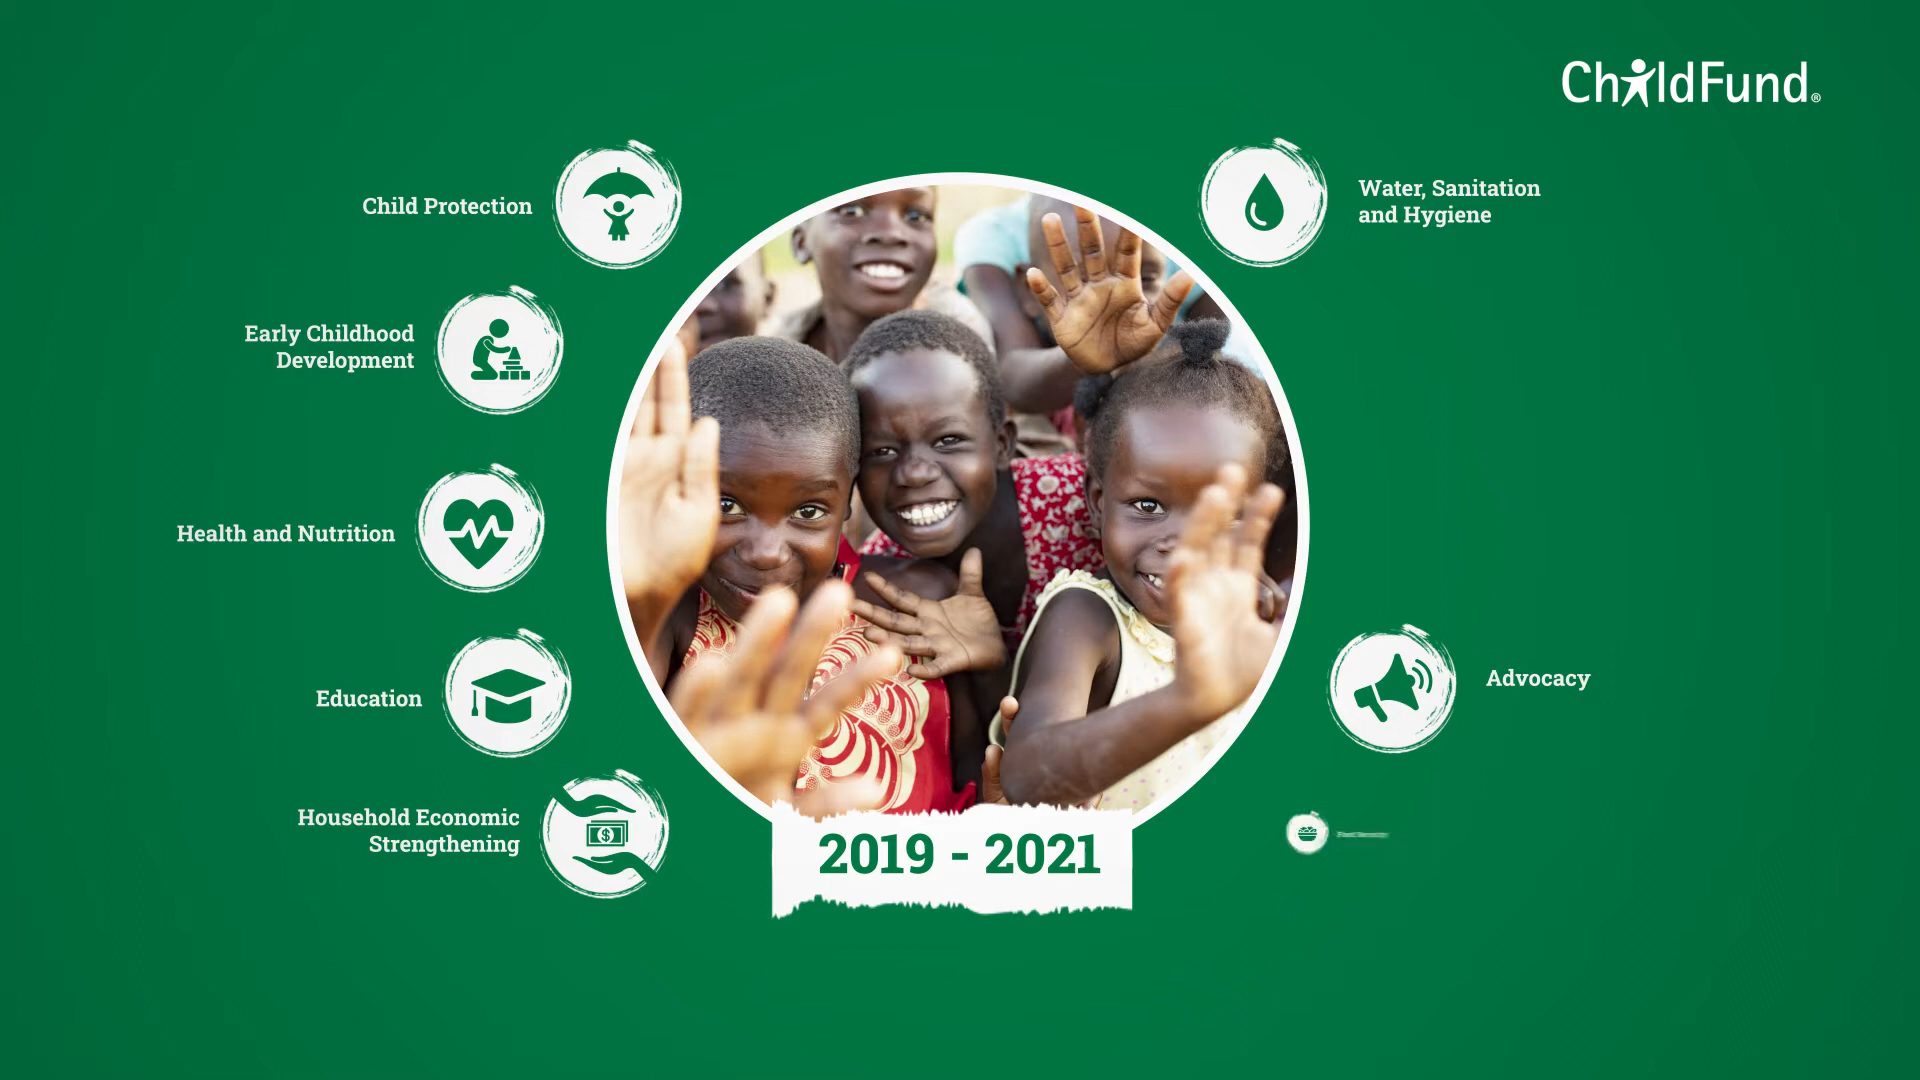 ChildFund®
Child Protection
Early Childhood
Development
Health and Nutrition
Education
Household Economic
Strengthening
Water, Sanitation
and Hygiene
Advocacy
2019 - 2021